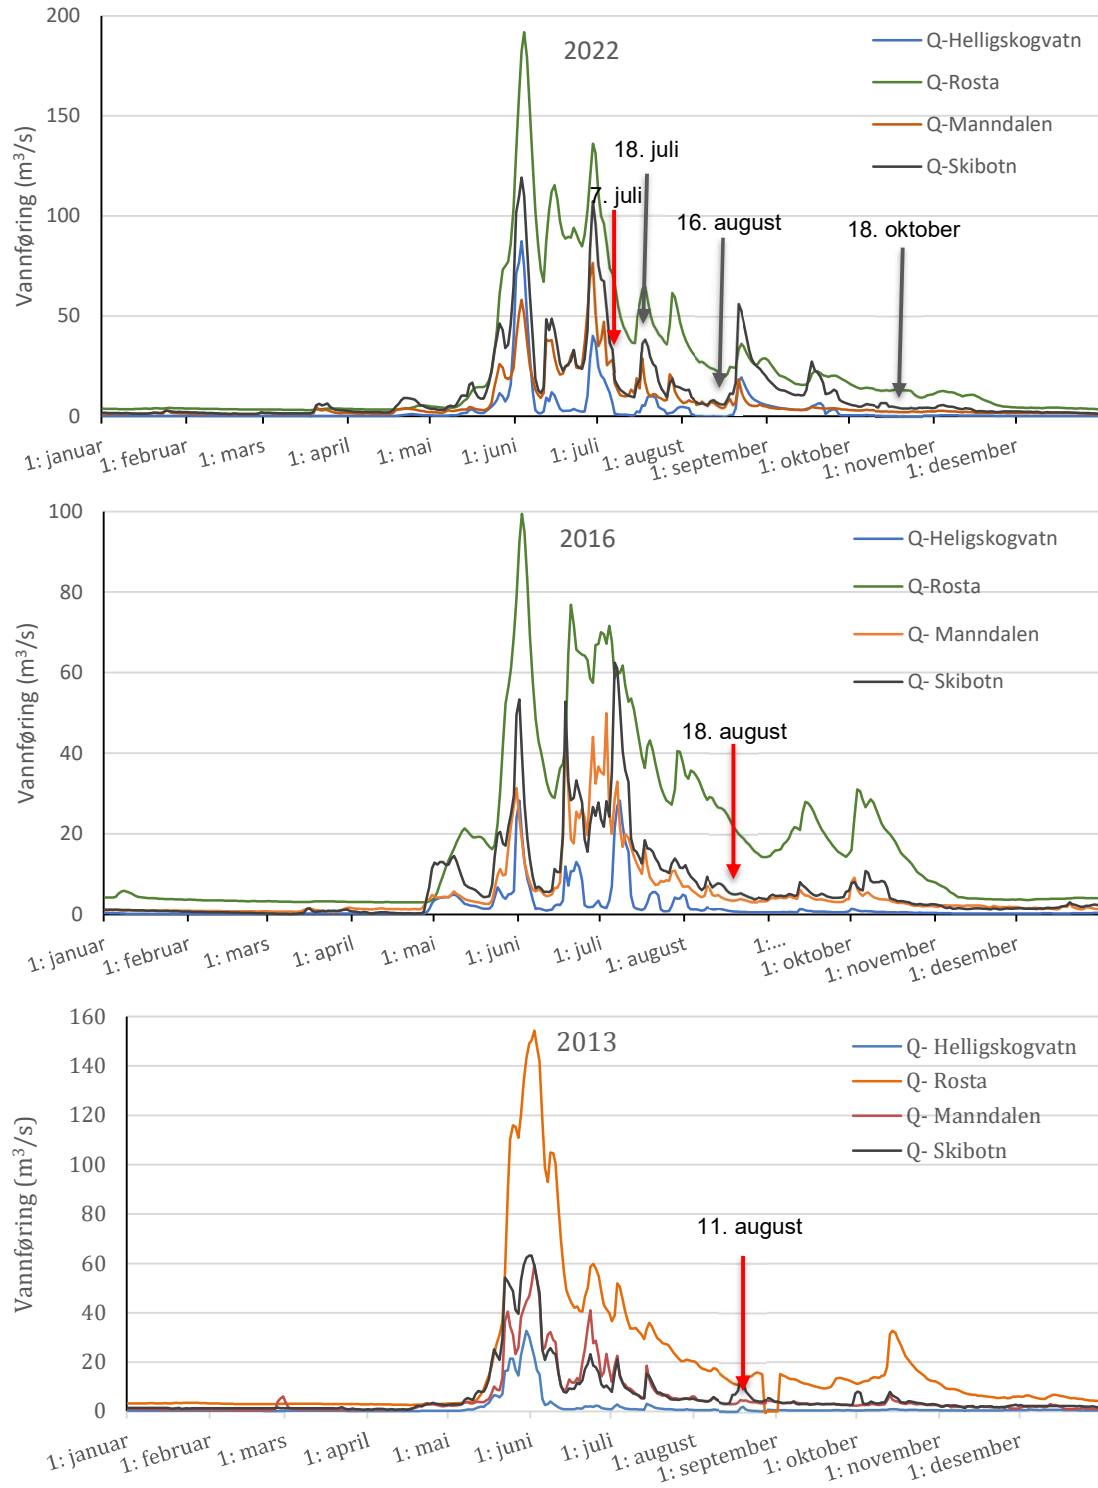 200
2022
Q-Helligskogvatn
Q-Rosta
Q-Manndalen
Q-Skibotn
150
18. juli
7. juli
16. august
18. oktober
100
50
0
Vannføring (m³/s)
1: januar
1: februar
1: mars
1: april
1: mai
1: juni
1: juli
1: august
1: september
1: oktober
1: november
1: desember
100
2016
Q-Heligskogvatn
Q-Rosta
Q- Manndalen
Q- Skibotn
80
60
18. august
40
20
0
Vannføring (m³/s)
1: januar
1: februar
1: mars
1: april
1: mai
1: juni
1: juli
1: august
1:...
1: oktober
1: november
1: desember
160
2013
Q- Helligskogvatn
Q- Rosta
Q- Manndalen
Q- Skibotn
140
120
100
80
11. august
60
40
20
0
Vannføring (m³/s)
1: januar
1: februar
1: mars
1: april
1: mai
1: juni
1: juli
1: august
1: september
1: oktober
1: november
1: desember